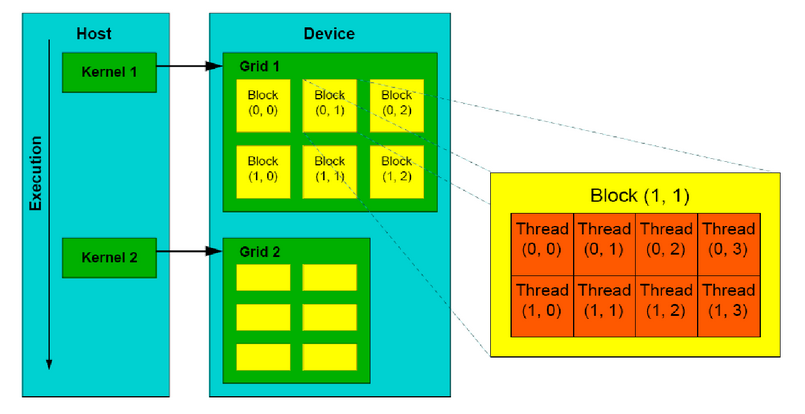 Host
Device
Execution
Kernel 1
Grid 1
Block
(0, 0)
Block
(0, 1)
Block
(0, 2)
Block
(1, 0)
Block
(1, 1)
Block
(1, 2)
Kernel 2
Grid 2
Block (1, 1)
Thread
(0, 0)
Thread
(0, 1)
Thread
(0, 2)
Thread
(0, 3)
Thread
(1, 0)
Thread
(1, 1)
Thread
(1, 2)
Thread
(1, 3)